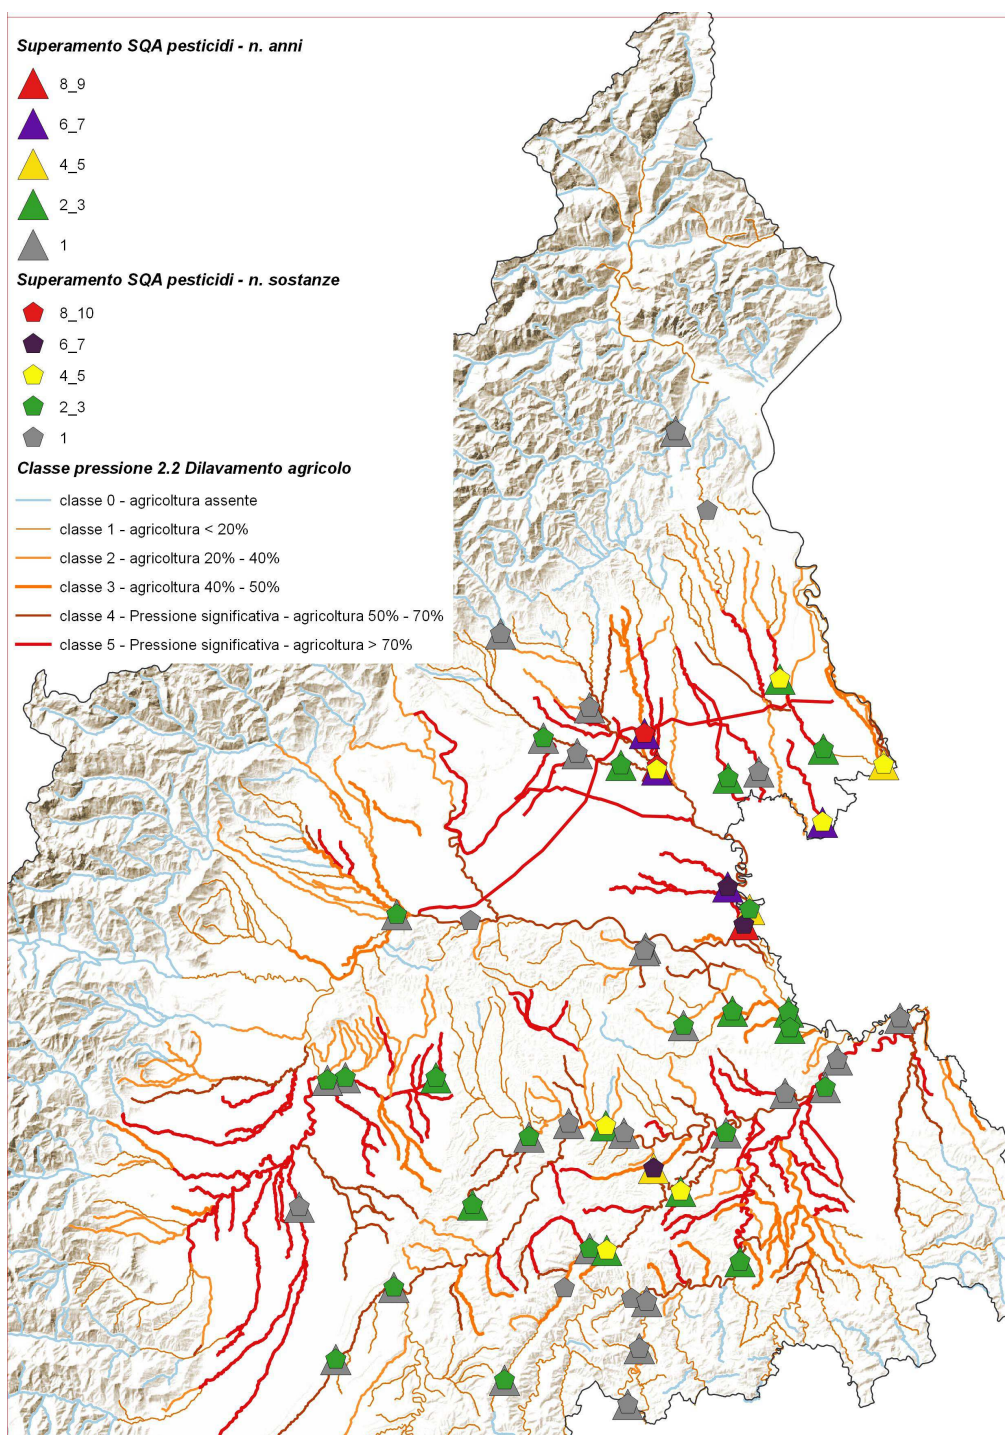 Superamento SQA pesticidi - n. anni
8_9
6_7
4_5
2_3
1
Superamento SQA pesticidi - n. sostanze
8_10
6_7
4_5
2_3
1
Classe pressione 2.2 Dilavamento agricolo
classe 0 - agricoltura assente
classe 1 - agricoltura < 20%
classe 2 - agricoltura 20% - 40%
classe 3 - agricoltura 40% - 50%
classe 4 - Pressione significativa - agricoltura 50% - 70%
classe 5 - Pressione significativa - agricoltura > 70%